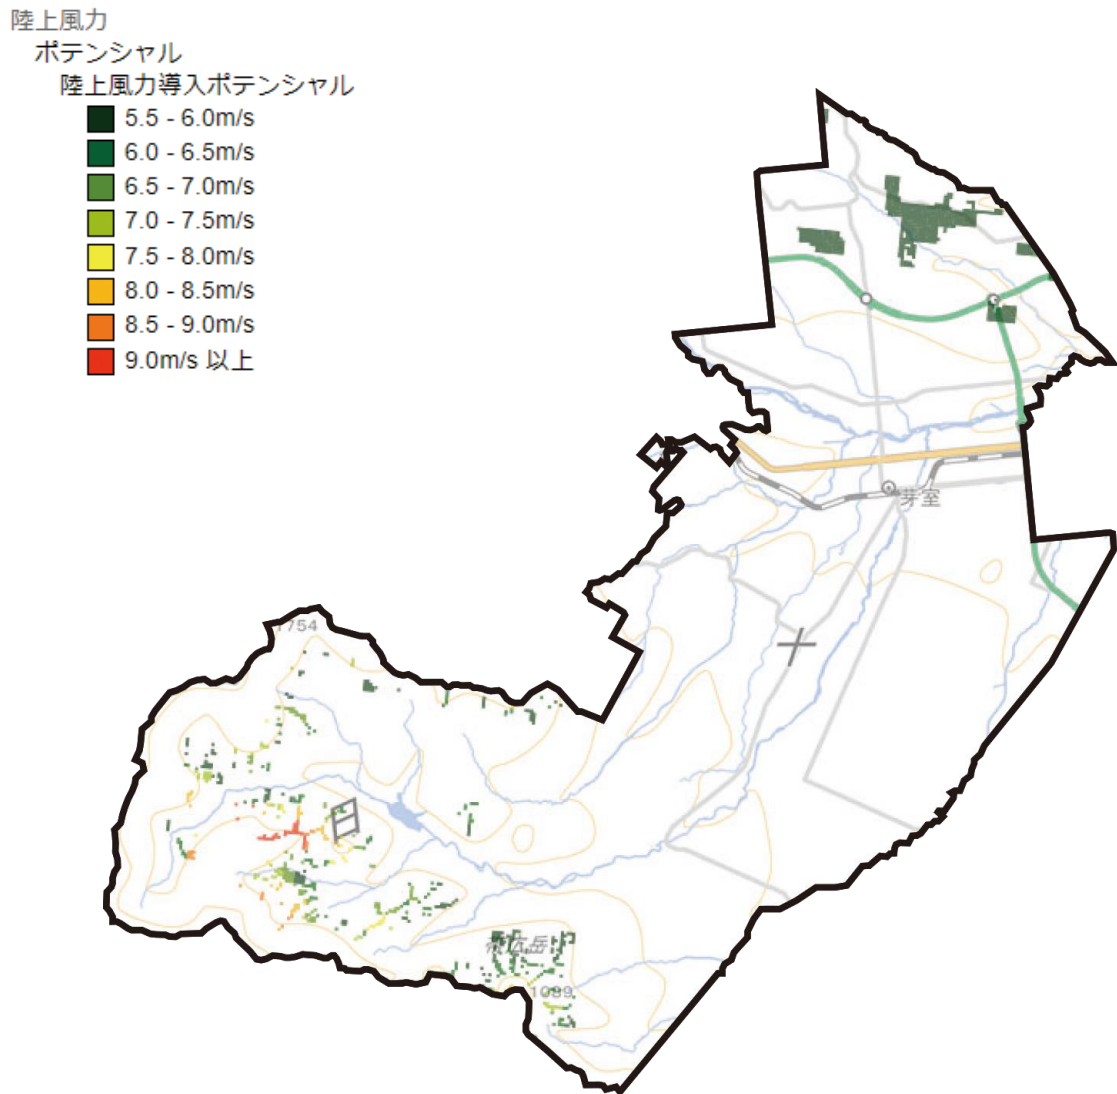 陸上風力
ポテンシャル
陸上風力導入ポテンシャル
5.5 - 6.0m/s
6.0 - 6.5m/s
6.5 - 7.0m/s
7.0 - 7.5m/s
7.5 - 8.0m/s
8.0 - 8.5m/s
8.5 - 9.0m/s
9.0m/s 以上
芽室
1754
1089